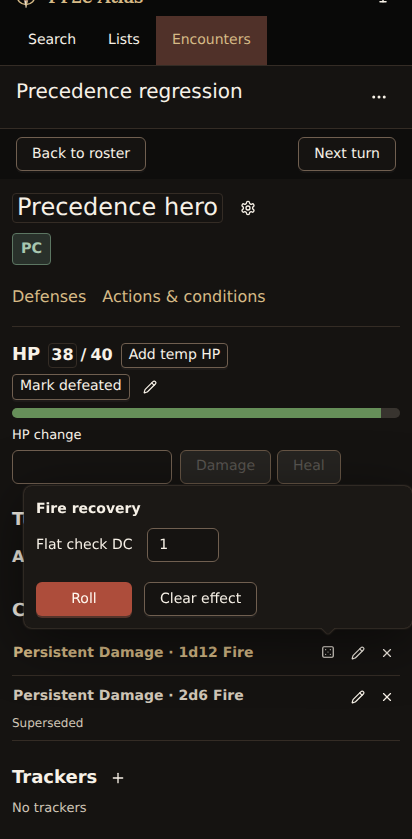 Search Lists Encounters
Precedence regression
...
Back to roster Next turn
Precedence hero
PC
Defenses Actions & conditions
HP 38 / 40 Add temp HP
Mark defeated
HP change
Damage Heal
Fire recovery
Flat check DC 1
Roll Clear effect
Persistent Damage · 1d12 Fire
Persistent Damage · 2d6 Fire
Superseded
Trackers +
No trackers